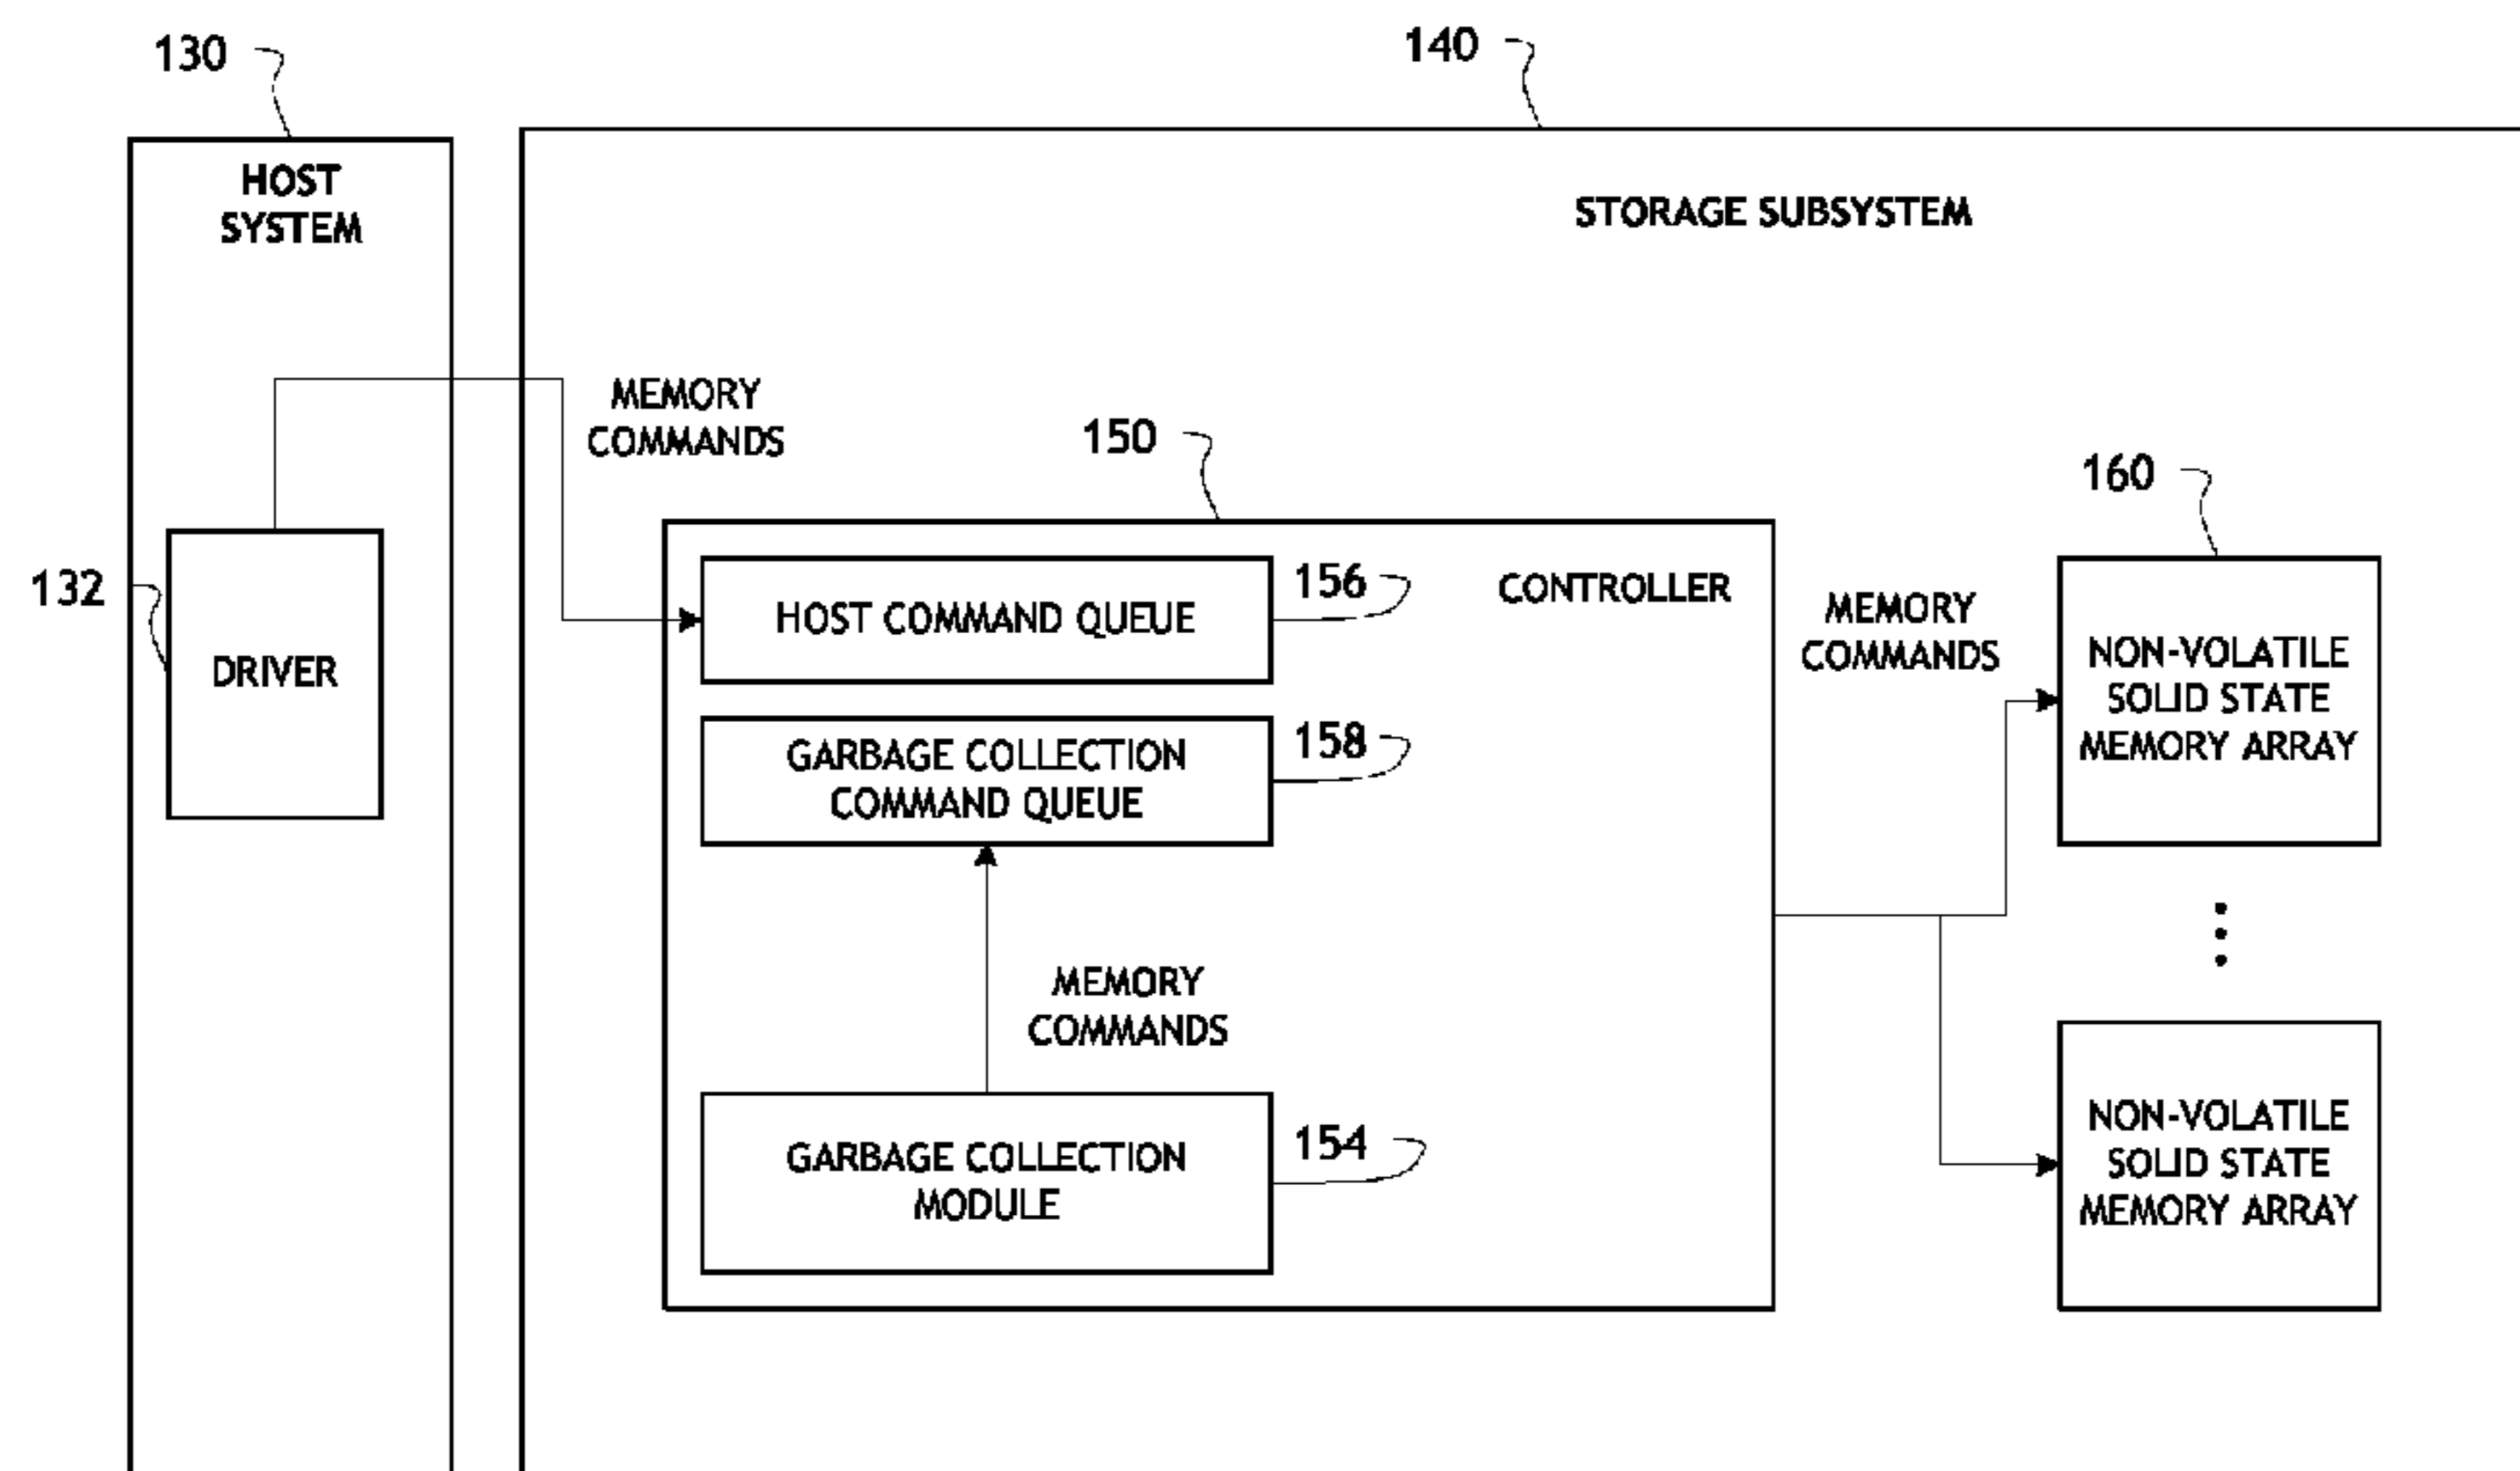 130
140
HOST
SYSTEM
STORAGE SUBSYSTEM
MEMORY
COMMANDS
150
160
132
DRIVER
156
HOST COMMAND QUEUE
CONTROLLER
MEMORY
COMMANDS
NON-VOLATILE
SOLID STATE
MEMORY ARRAY
158
GARBAGE COLLECTION
COMMAND QUEUE
MEMORY
COMMANDS
154
GARBAGE COLLECTION
MODULE
NON-VOLATILE
SOLID STATE
MEMORY ARRAY